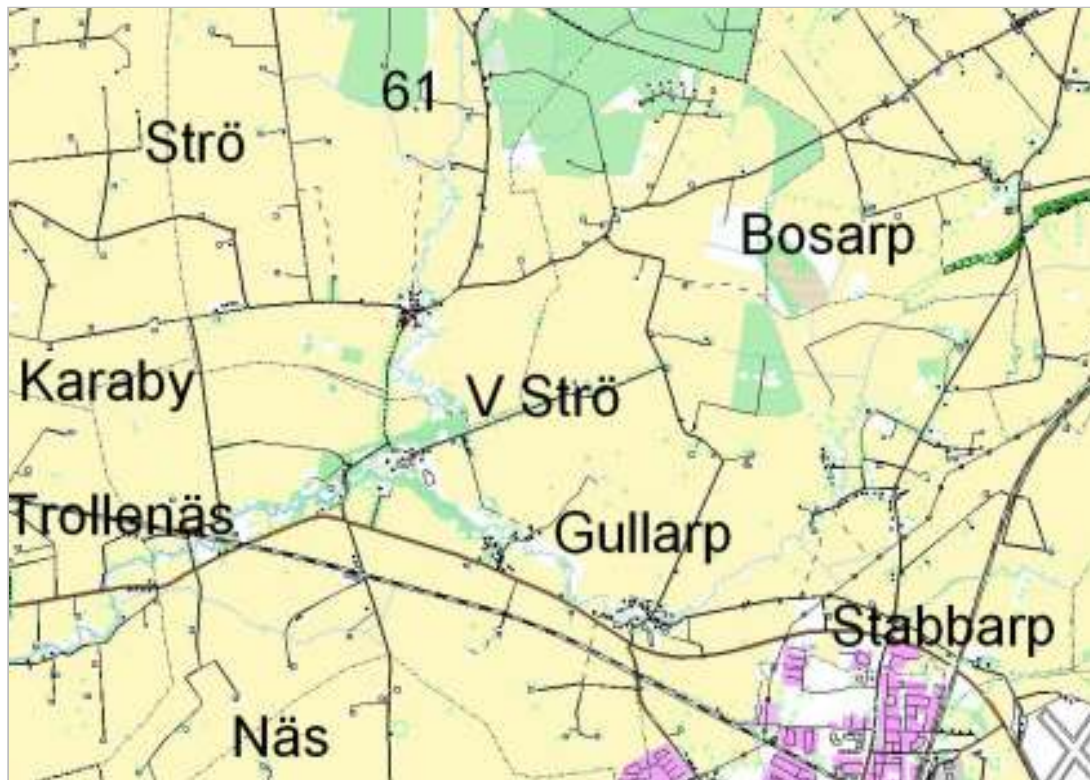 61
Strö
Bosarp
Karaby
V Strö
Trollenäs
Gullarp
Stabbarp
Näs